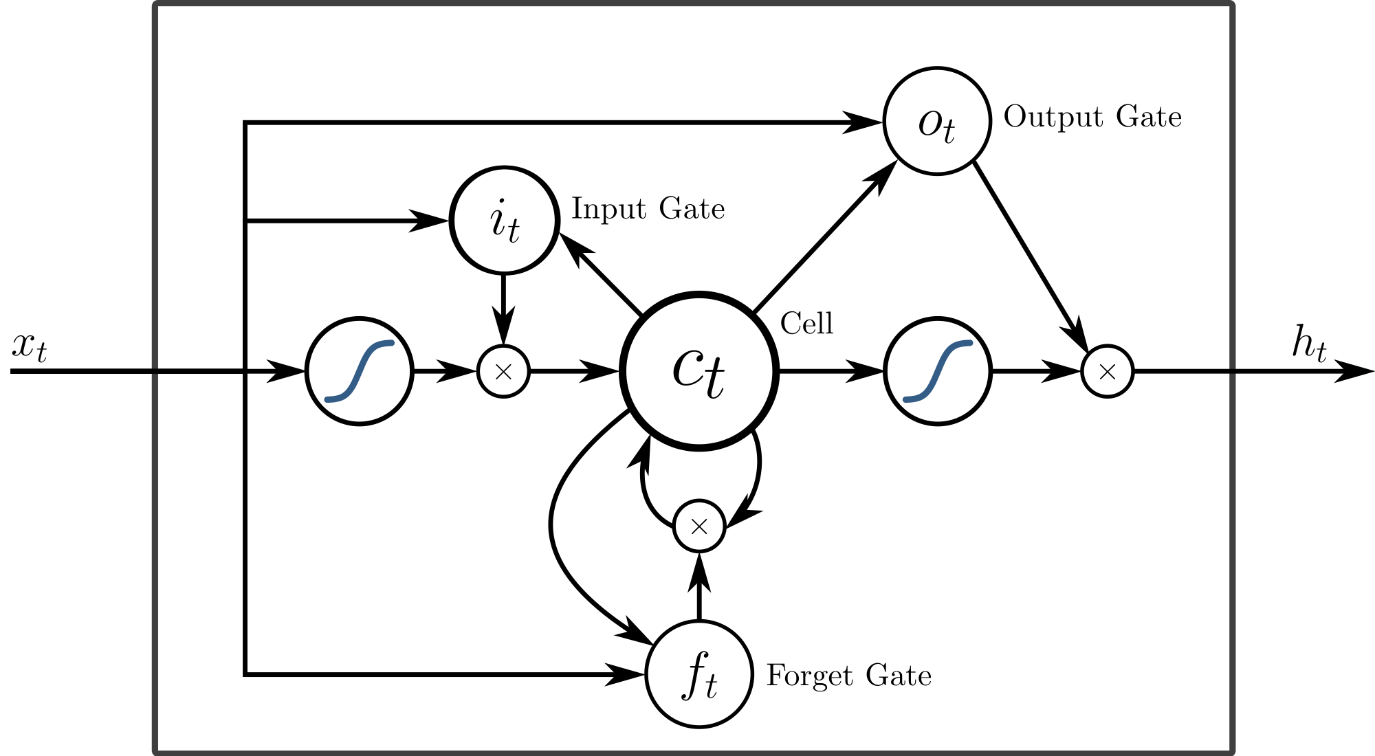 o_t Output Gate
i_t Input Gate
Cell
x_t
×
c_t
×
h_t
×
f_t Forget Gate